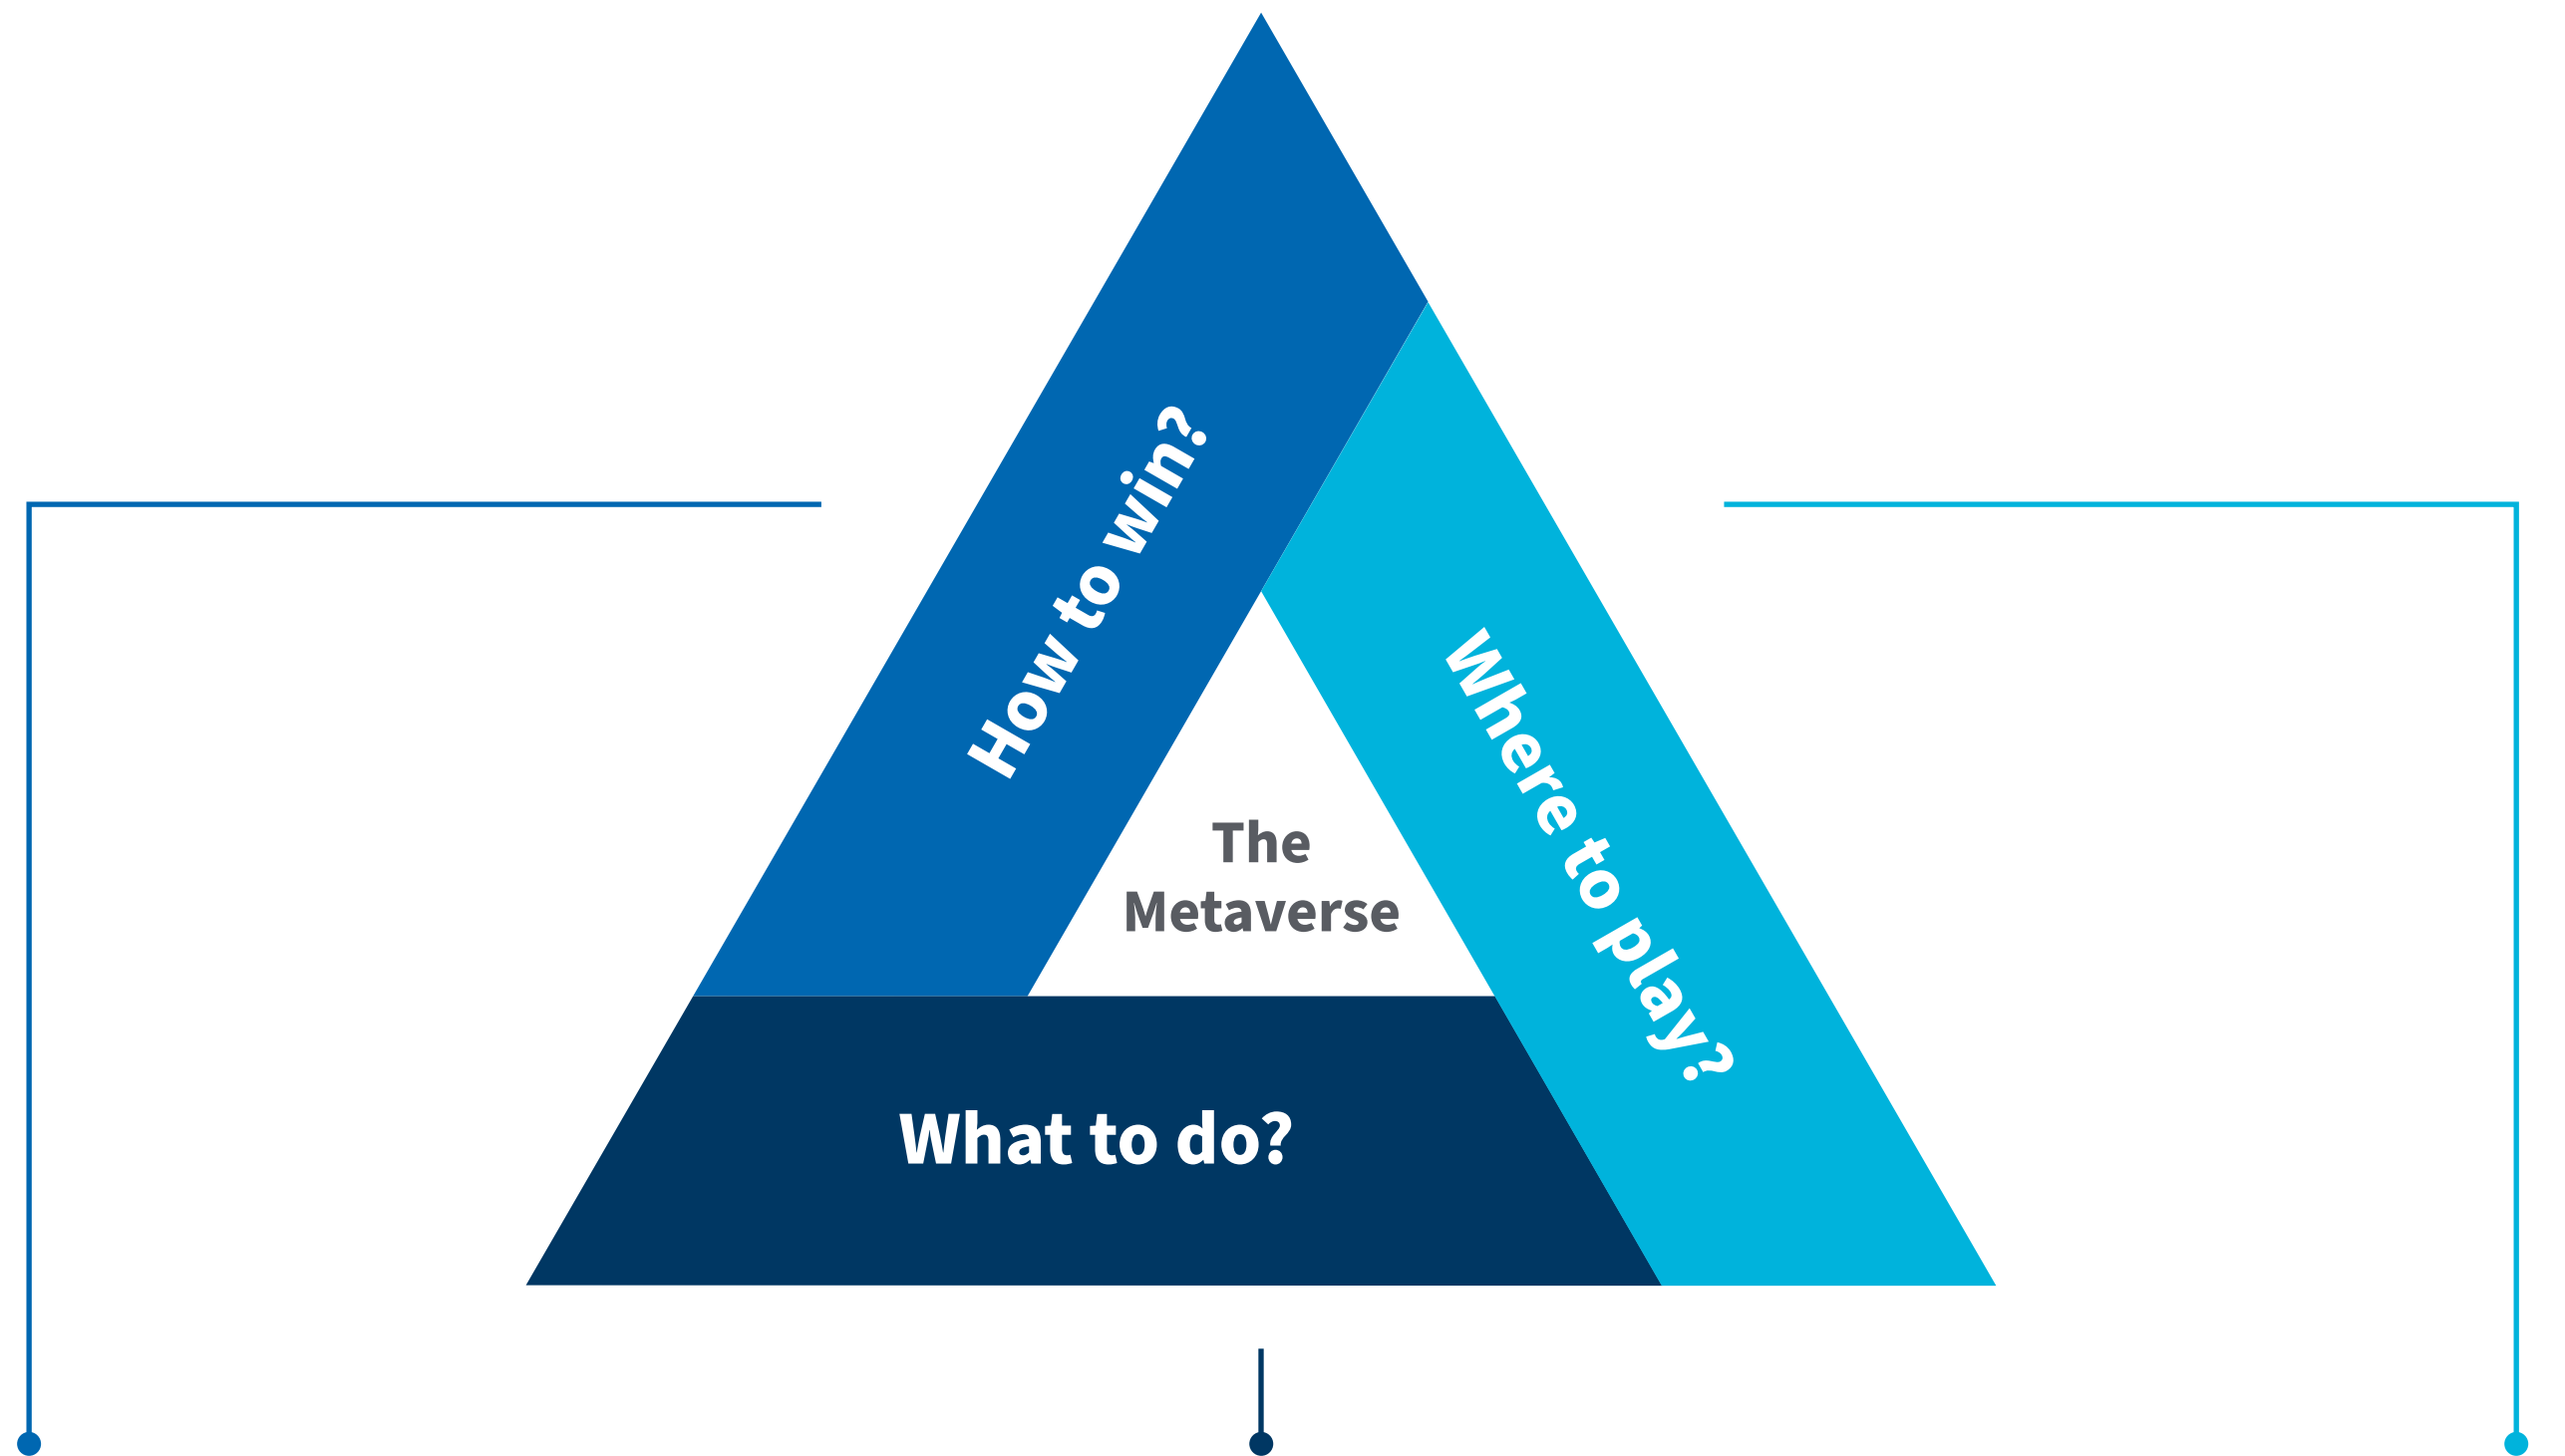 How to win?
Where to play?
The
Metaverse
What to do?